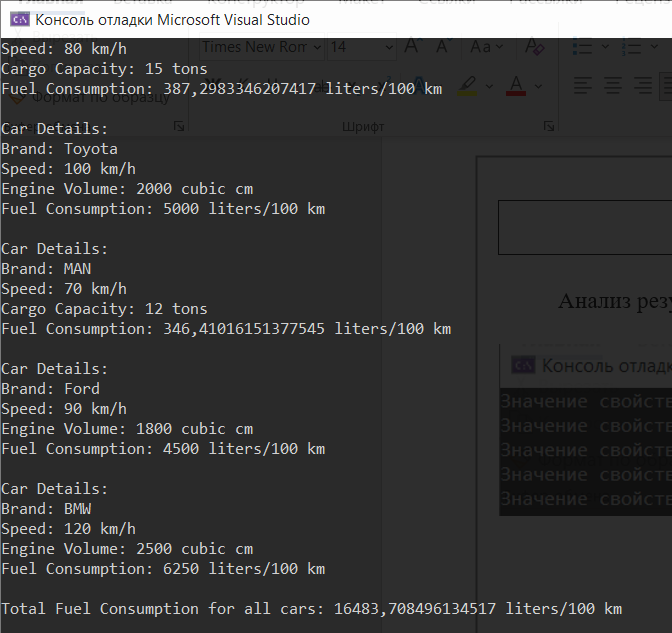 Консоль отладки Microsoft Visual Studio
Speed: 80 km/h
Cargo Capacity: 15 tons
Fuel Consumption: 387,2983346207417 liters/100 km
Car Details:
Brand: Toyota
Speed: 100 km/h
Engine Volume: 2000 cubic cm
Fuel Consumption: 5000 liters/100 km
Car Details:
Brand: MAN
Speed: 70 km/h
Cargo Capacity: 12 tons
Fuel Consumption: 346,41016151377545 liters/100 km
Car Details:
Brand: Ford
Speed: 90 km/h
Engine Volume: 1800 cubic cm
Fuel Consumption: 4500 liters/100 km
Car Details:
Brand: BMW
Speed: 120 km/h
Engine Volume: 2500 cubic cm
Fuel Consumption: 6250 liters/100 km
Total Fuel Consumption for all cars: 16483,708496134517 liters/100 km
Times New Rom 14
Формат по образцу
Шрифт
Анализ резу
Консоль отладк
Значение свойств
Значение свойств
Значение свойств
Значение свойств
Значение свойств